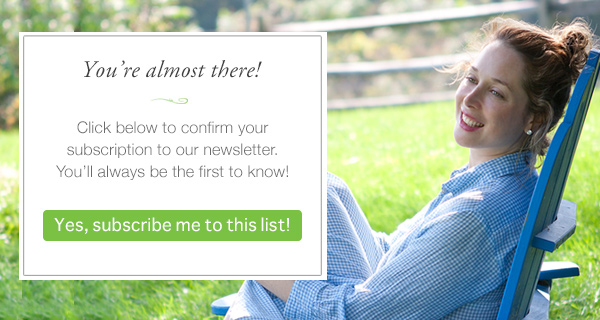 You're almost there!
Click below to confirm your
subscription to our newsletter.
You'll always be the first to know!
Yes, subscribe me to this list!